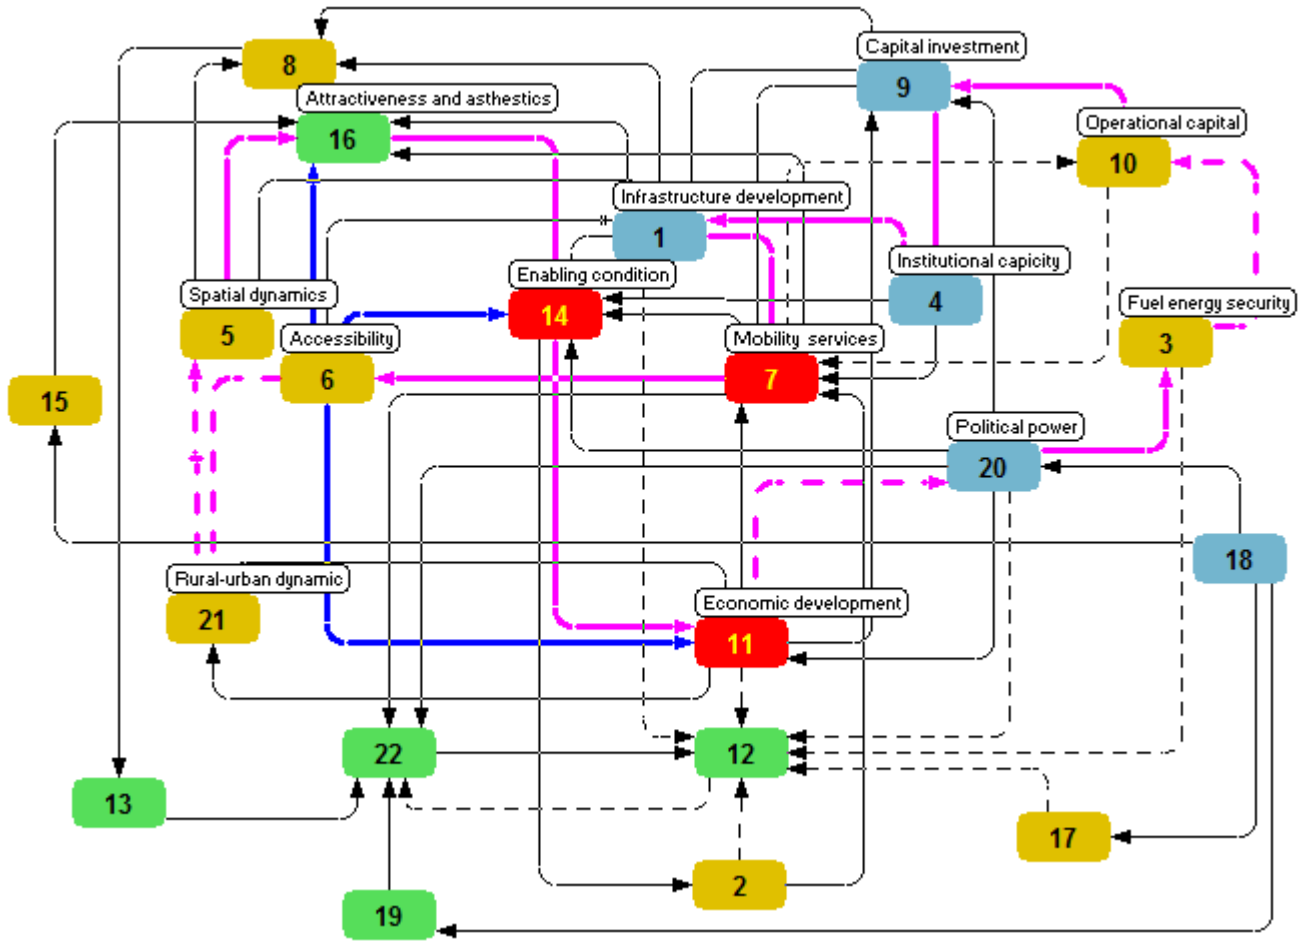 Capital investment
8
9
Attractiveness and asthestics
Operational capital
16
10
Infrastructure development
1
Institutional capicity
Enabling condition
4
Spatial dynamics
14
Fuel energy security
5
Accessibility
Mobility services
3
6
7
15
Political power
20
18
Rural-urban dynamic
Economic development
21
11
22
12
13
17
2
19